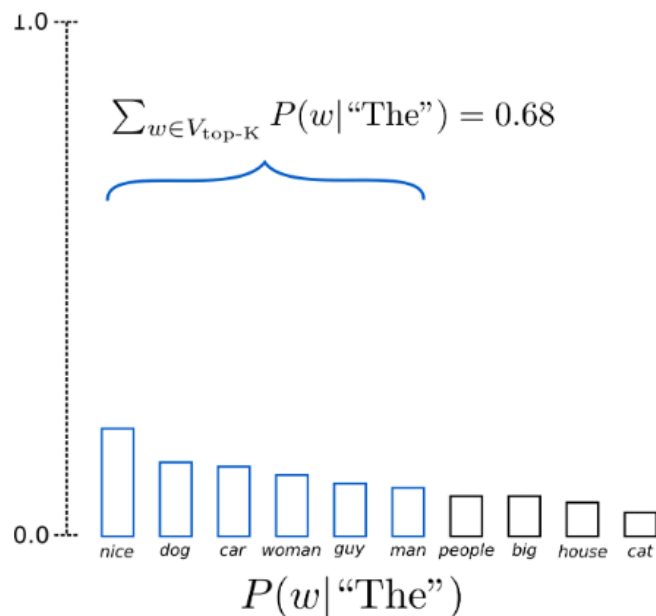 1.0
∑w∈Vtop-K P(w|“The”) = 0.68
0.0
nice dog car woman guy man people big house cat
P(w|“The”)